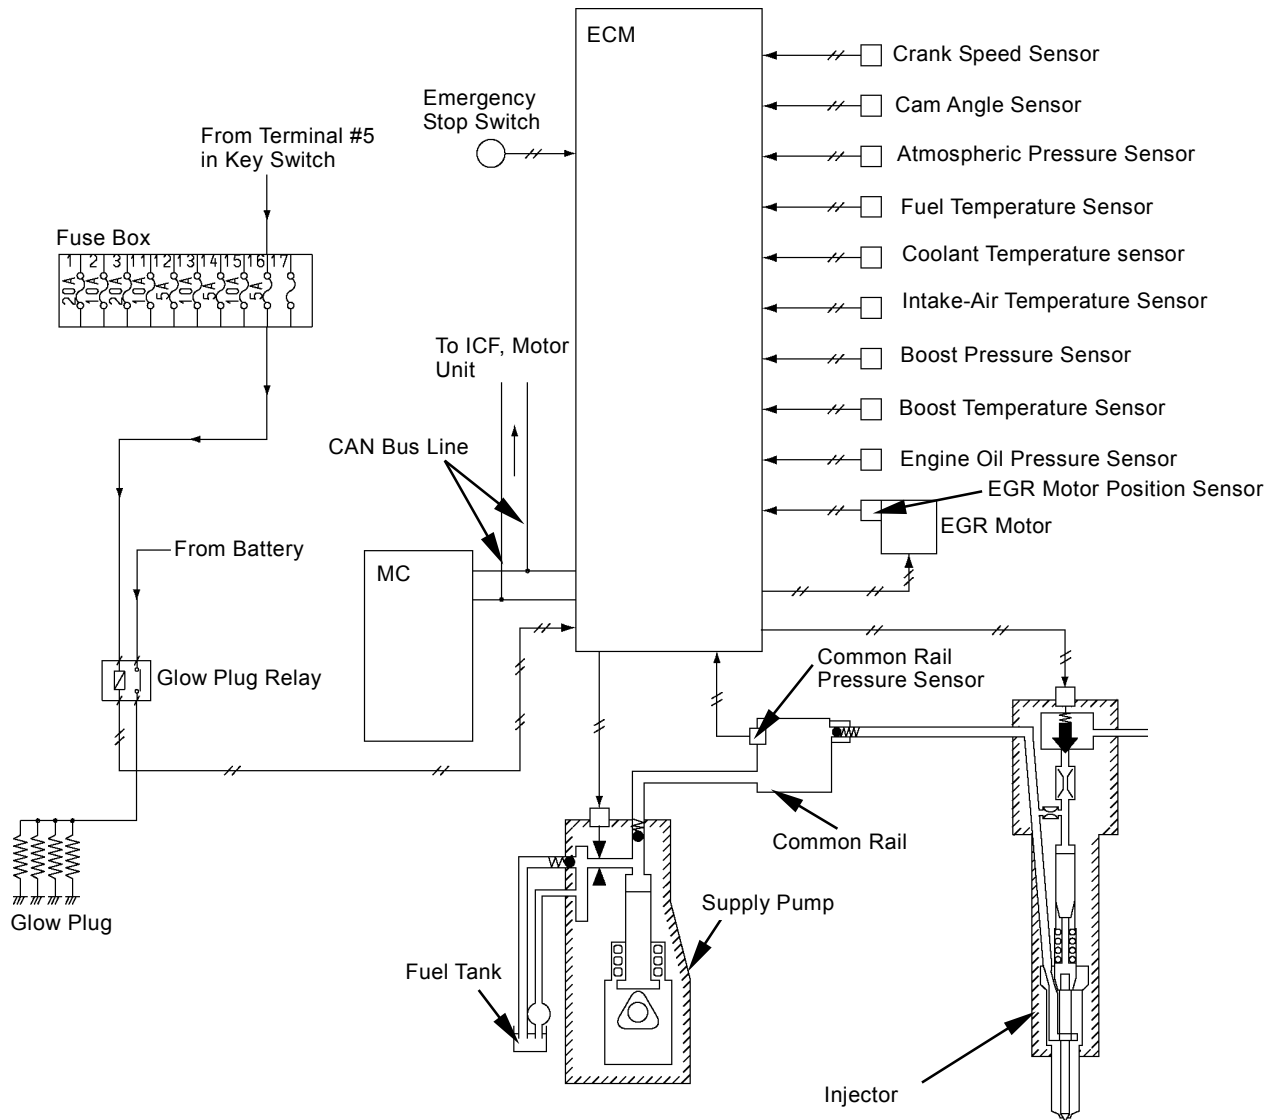 ECM
Crank Speed Sensor
Emergency
Stop Switch
Cam Angle Sensor
From Terminal #5
in Key Switch
Atmospheric Pressure Sensor
Fuel Temperature Sensor
Fuse Box
Coolant Temperature sensor
1 2 3 11 12 13 14 15 16 17
20A 10A 20A 10A 5A 10A 5A 10A 5A
Intake-Air Temperature Sensor
To ICF, Motor
Unit
Boost Pressure Sensor
Boost Temperature Sensor
CAN Bus Line
Engine Oil Pressure Sensor
EGR Motor Position Sensor
EGR Motor
From Battery
MC
Glow Plug Relay
Common Rail
Pressure Sensor
Common Rail
Glow Plug
Supply Pump
Fuel Tank
Injector